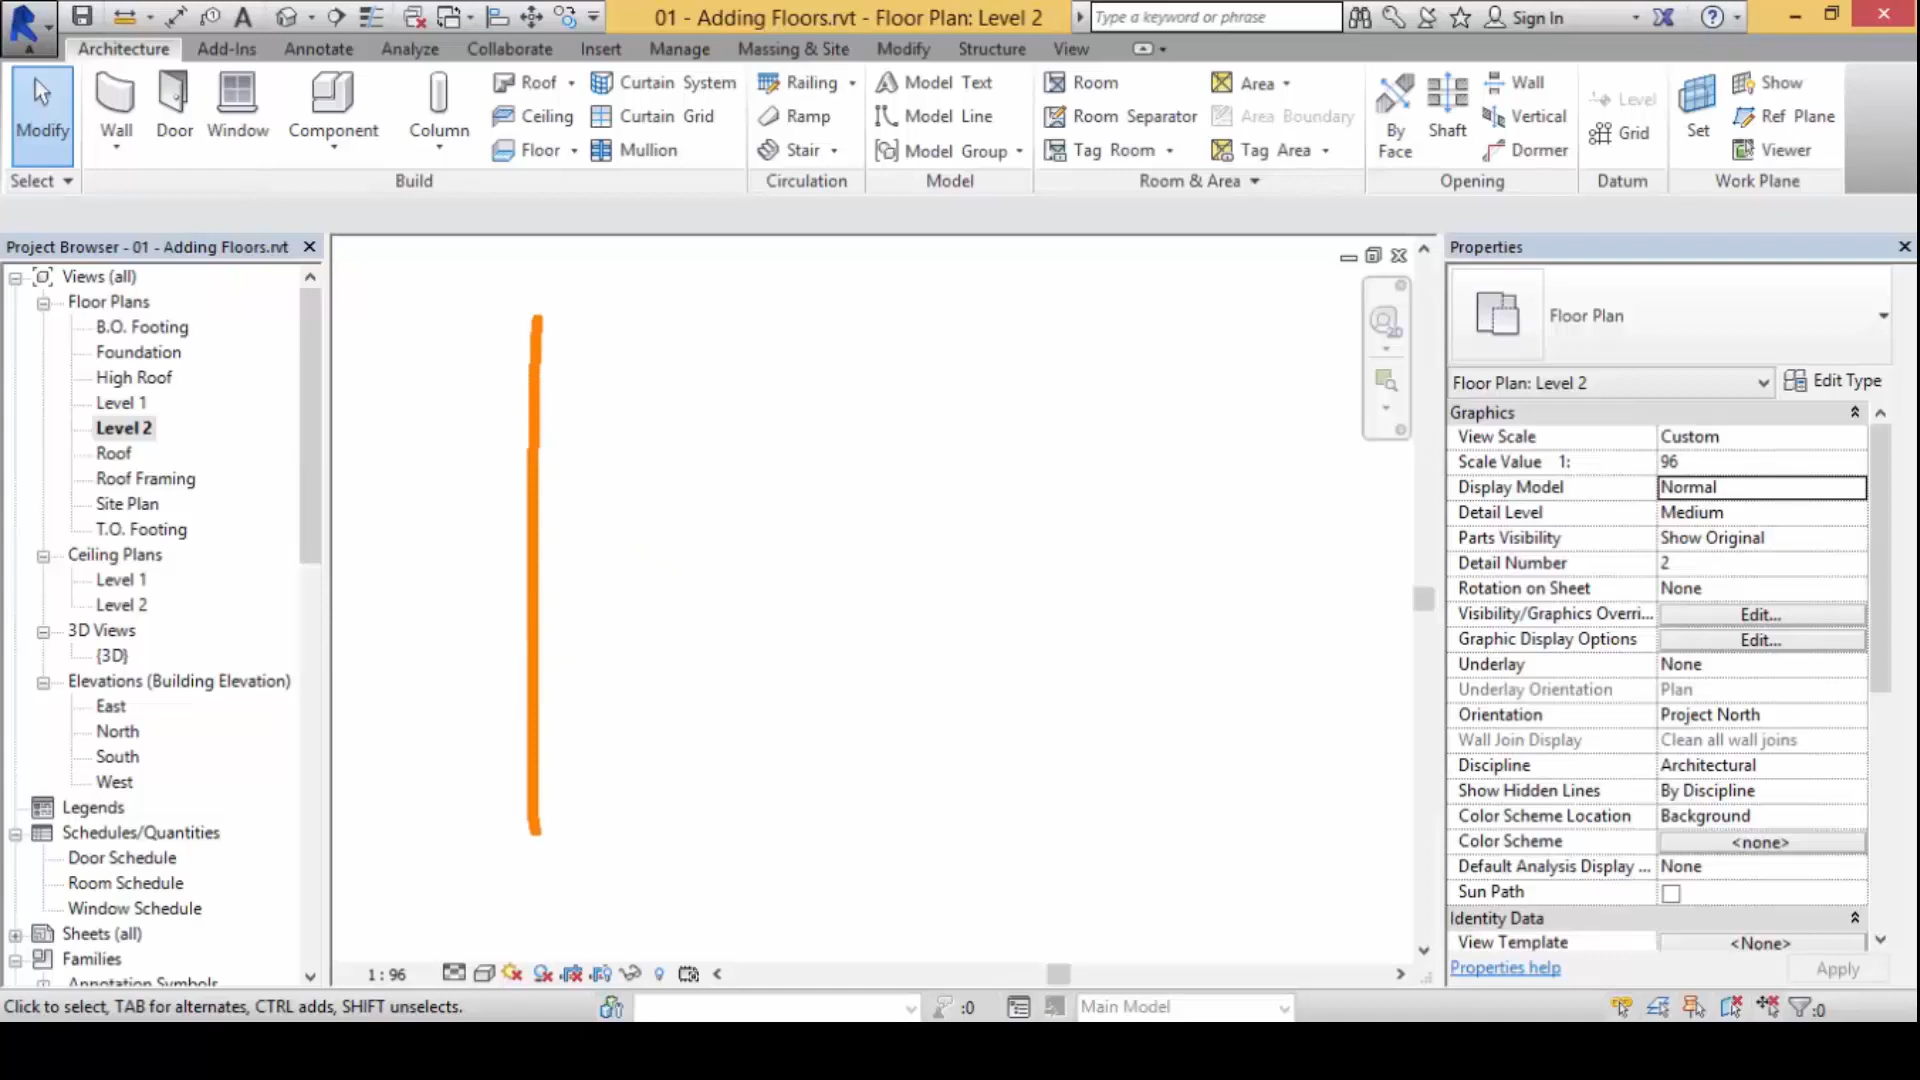 01 - Adding Floors.rvt - Floor Plan: Level 2
Type a keyword or phrase
Sign In
Architecture Add-Ins Annotate Analyze Collaborate Insert Manage Massing & Site Modify Structure View
Modify
Wall
Door
Window
Component
Column
Roof
Ceiling
Floor
Curtain System
Curtain Grid
Mullion
Railing
Ramp
Stair
Model Text
Model Line
Model Group
Room
Room Separator
Tag Room
Area
Area Boundary
Tag Area
By Face
Shaft
Wall
Vertical
Dormer
Level
Grid
Set
Show
Ref Plane
Viewer
Select
Build
Circulation
Model
Room & Area
Opening
Datum
Work Plane
Project Browser - 01 - Adding Floors.rvt
Views (all)
Floor Plans
B.O. Footing
Foundation
High Roof
Level 1
Level 2
Roof
Roof Framing
Site Plan
T.O. Footing
Ceiling Plans
Level 1
Level 2
3D Views
{3D}
Elevations (Building Elevation)
East
North
South
West
Legends
Schedules/Quantities
Door Schedule
Room Schedule
Window Schedule
Sheets (all)
Families
Annotation Symbols
2D
1 : 96
Properties
Floor Plan
Floor Plan: Level 2
Edit Type
Graphics
View Scale Custom
Scale Value 1: 96
Display Model Normal
Detail Level Medium
Parts Visibility Show Original
Detail Number 2
Rotation on Sheet None
Visibility/Graphics Overri... Edit...
Graphic Display Options Edit...
Underlay None
Underlay Orientation Plan
Orientation Project North
Wall Join Display Clean all wall joins
Discipline Architectural
Show Hidden Lines By Discipline
Color Scheme Location Background
Color Scheme <none>
Default Analysis Display ... None
Sun Path
Identity Data
View Template <None>
Properties help
Apply
Click to select, TAB for alternates, CTRL adds, SHIFT unselects.
:0
Main Model
:0